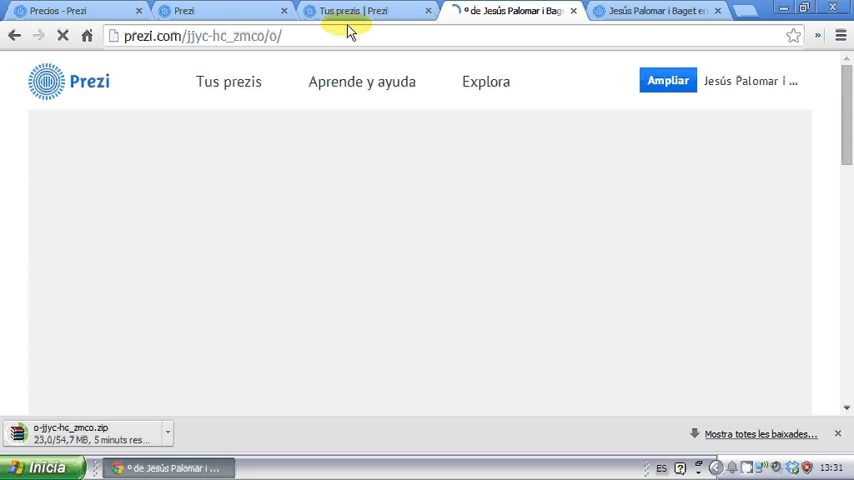 Precios - Prezi
Prezi
Tus prezis | Prezi
º de Jesús Palomar i Bage
Jesús Palomar i Baget en
prezi.com/jjyc-hc_zmco/o/
Prezi
Tus prezis
Aprende y ayuda
Explora
Ampliar
Jesús Palomar i ...
o-jjyc-hc_zmco.zip
23,0/54,7 MB, 5 minuts res...
Mostra totes les baixades...
Inicia
º de Jesús Palomar i ...
ES
13:31